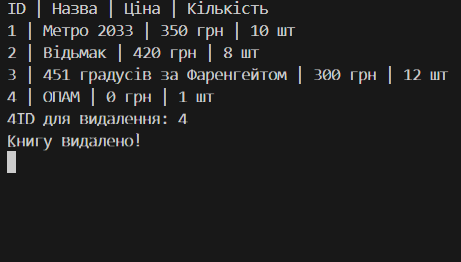 ID | Назва | Ціна | Кількість
1 | Метро 2033 | 350 грн | 10 шт
2 | Відьмак | 420 грн | 8 шт
3 | 451 градусів за Фаренгейтом | 300 грн | 12 шт
4 | ОПАМ | 0 грн | 1 шт
4ID для видалення: 4
Книгу видалено!